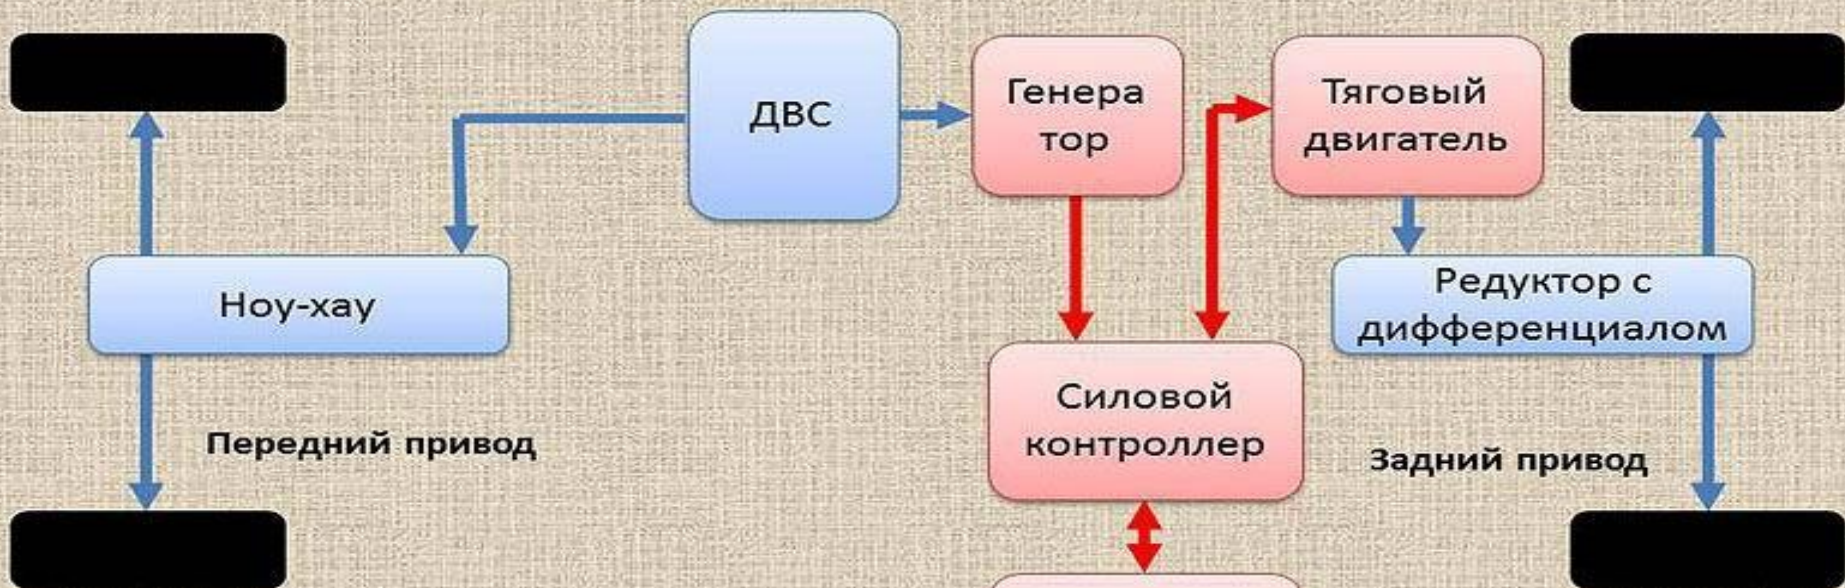 ДВС
Генера
тор
Тяговый
двигатель
Ноу-хау
Редуктор с
дифференциалом
Силовой
контроллер
Передний привод
Задний привод